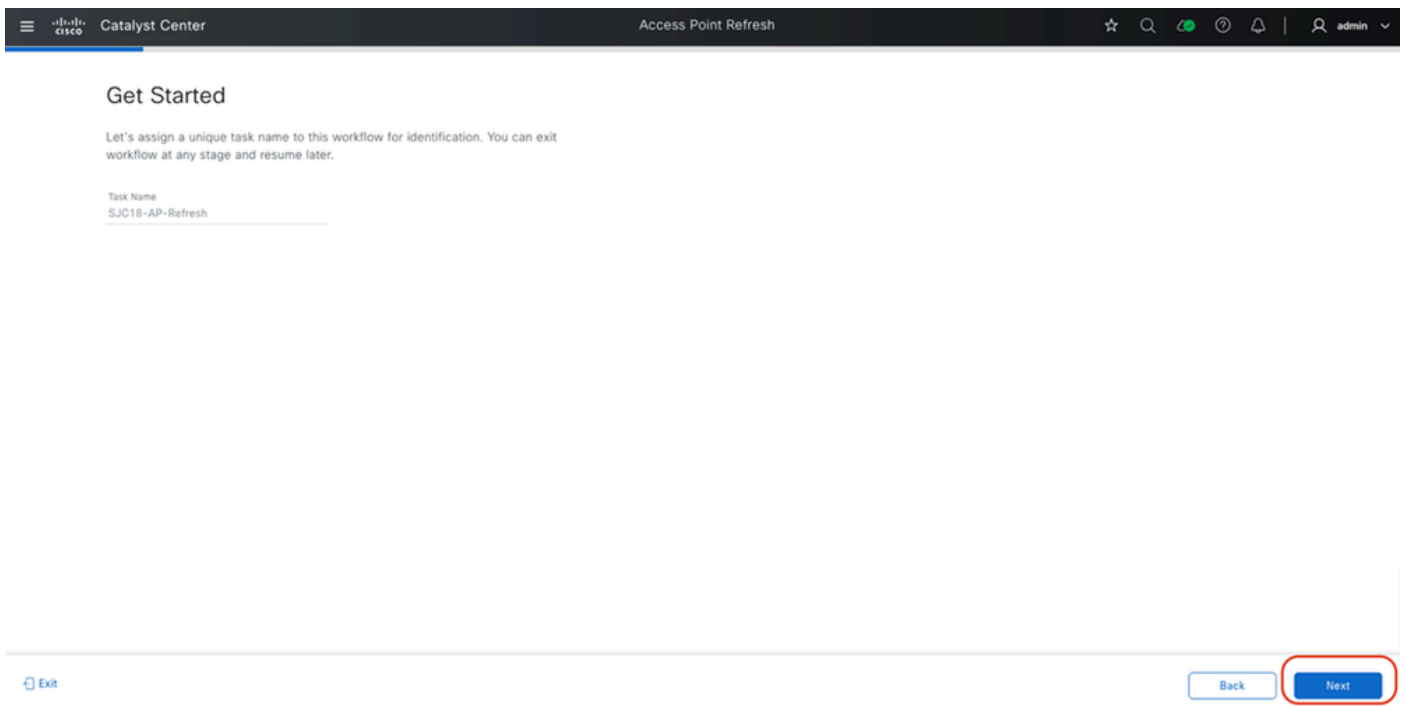 cisco Catalyst Center Access Point Refresh admin
Get Started
Let's assign a unique task name to this workflow for identification. You can exit
workflow at any stage and resume later.
Task Name
SJC18-AP-Refresh
Exit Back Next